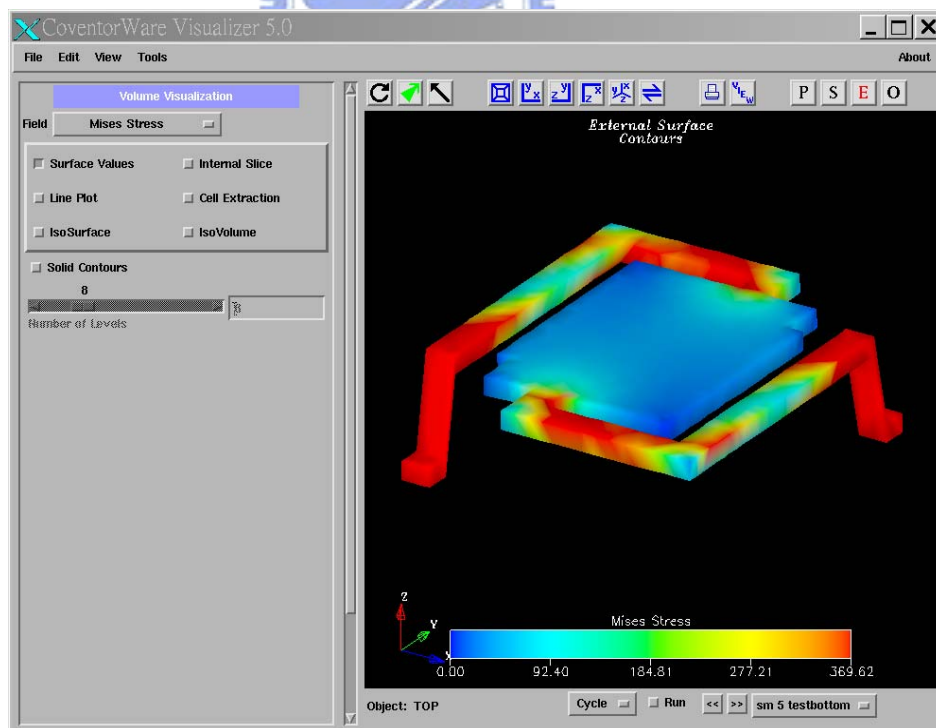 CoventorWare Visualizer 5.0
File Edit View Tools About
Volume Visualization
Field Mises Stress
Surface Values Internal Slice
Line Plot Cell Extraction
IsoSurface IsoVolume
Solid Contours
8
8
Number of Levels
y x z y z x y x z VIEW P S E O
External Surface
Contours
Z
Y
X
Mises Stress
0.00 92.40 184.81 277.21 369.62
Object: TOP Cycle Run << >> sm 5 testbottom